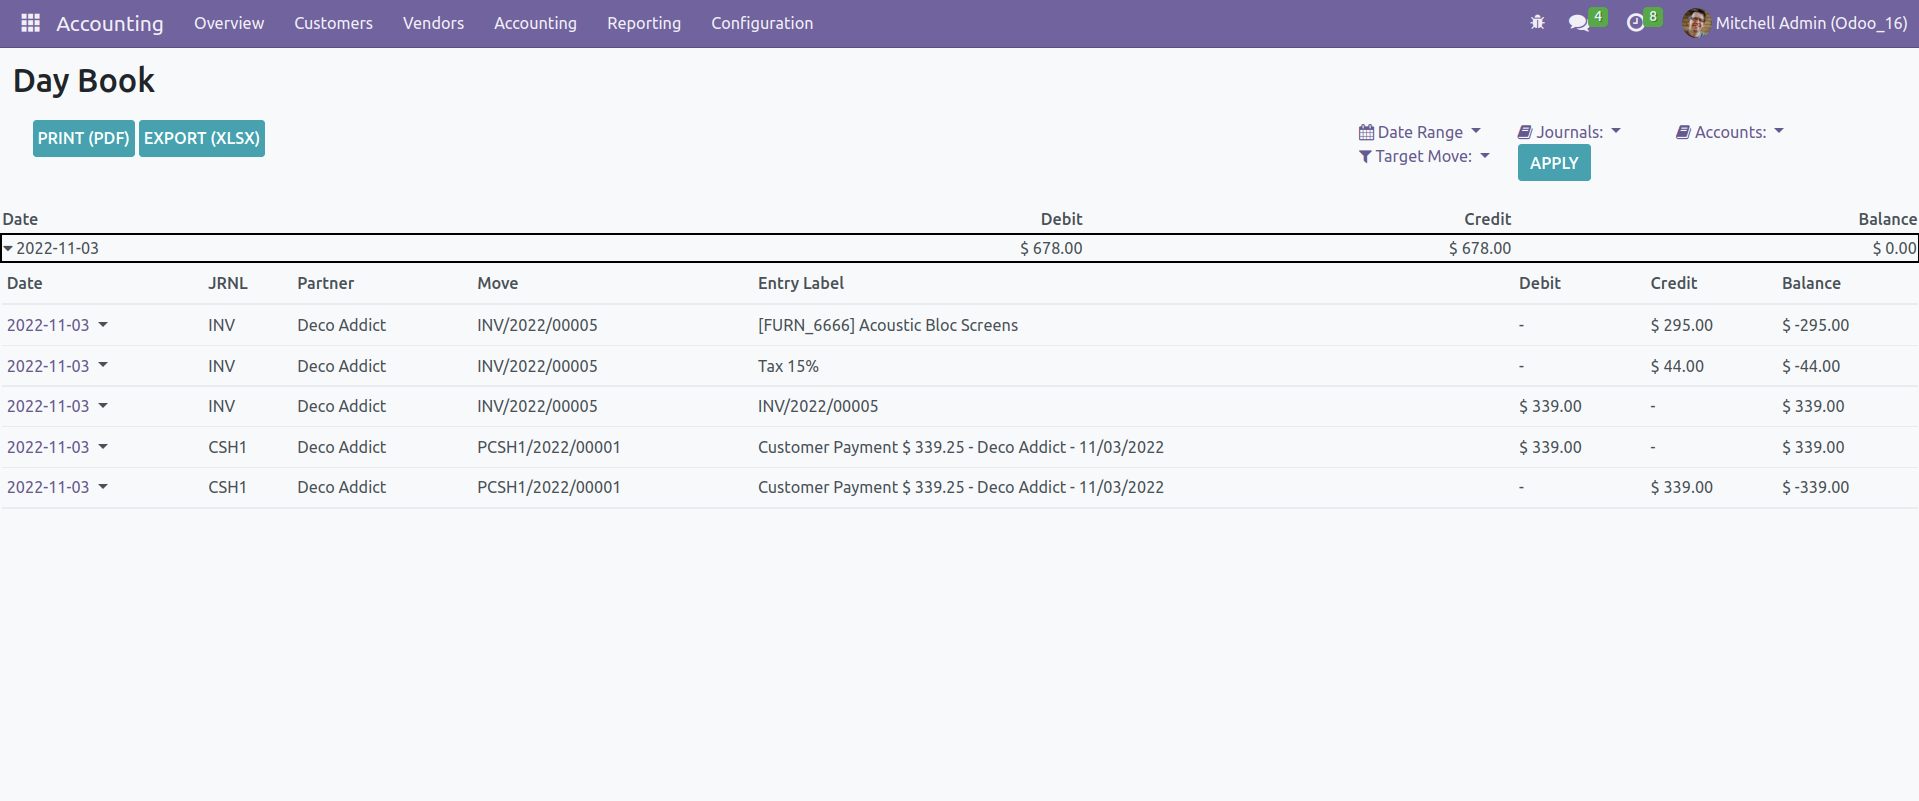 Accounting Overview Customers Vendors Accounting Reporting Configuration 4 8 Mitchell Admin (Odoo_16)
Day Book
PRINT (PDF) EXPORT (XLSX)
Date Range Journals: Accounts:
Target Move: APPLY
Date Debit Credit Balance
2022-11-03 $ 678.00 $ 678.00 $ 0.00
Date JRNL Partner Move Entry Label Debit Credit Balance
2022-11-03 INV Deco Addict INV/2022/00005 [FURN_6666] Acoustic Bloc Screens - $ 295.00 $ -295.00
2022-11-03 INV Deco Addict INV/2022/00005 Tax 15% - $ 44.00 $ -44.00
2022-11-03 INV Deco Addict INV/2022/00005 INV/2022/00005 $ 339.00 - $ 339.00
2022-11-03 CSH1 Deco Addict PCSH1/2022/00001 Customer Payment $ 339.25 - Deco Addict - 11/03/2022 $ 339.00 - $ 339.00
2022-11-03 CSH1 Deco Addict PCSH1/2022/00001 Customer Payment $ 339.25 - Deco Addict - 11/03/2022 - $ 339.00 $ -339.00